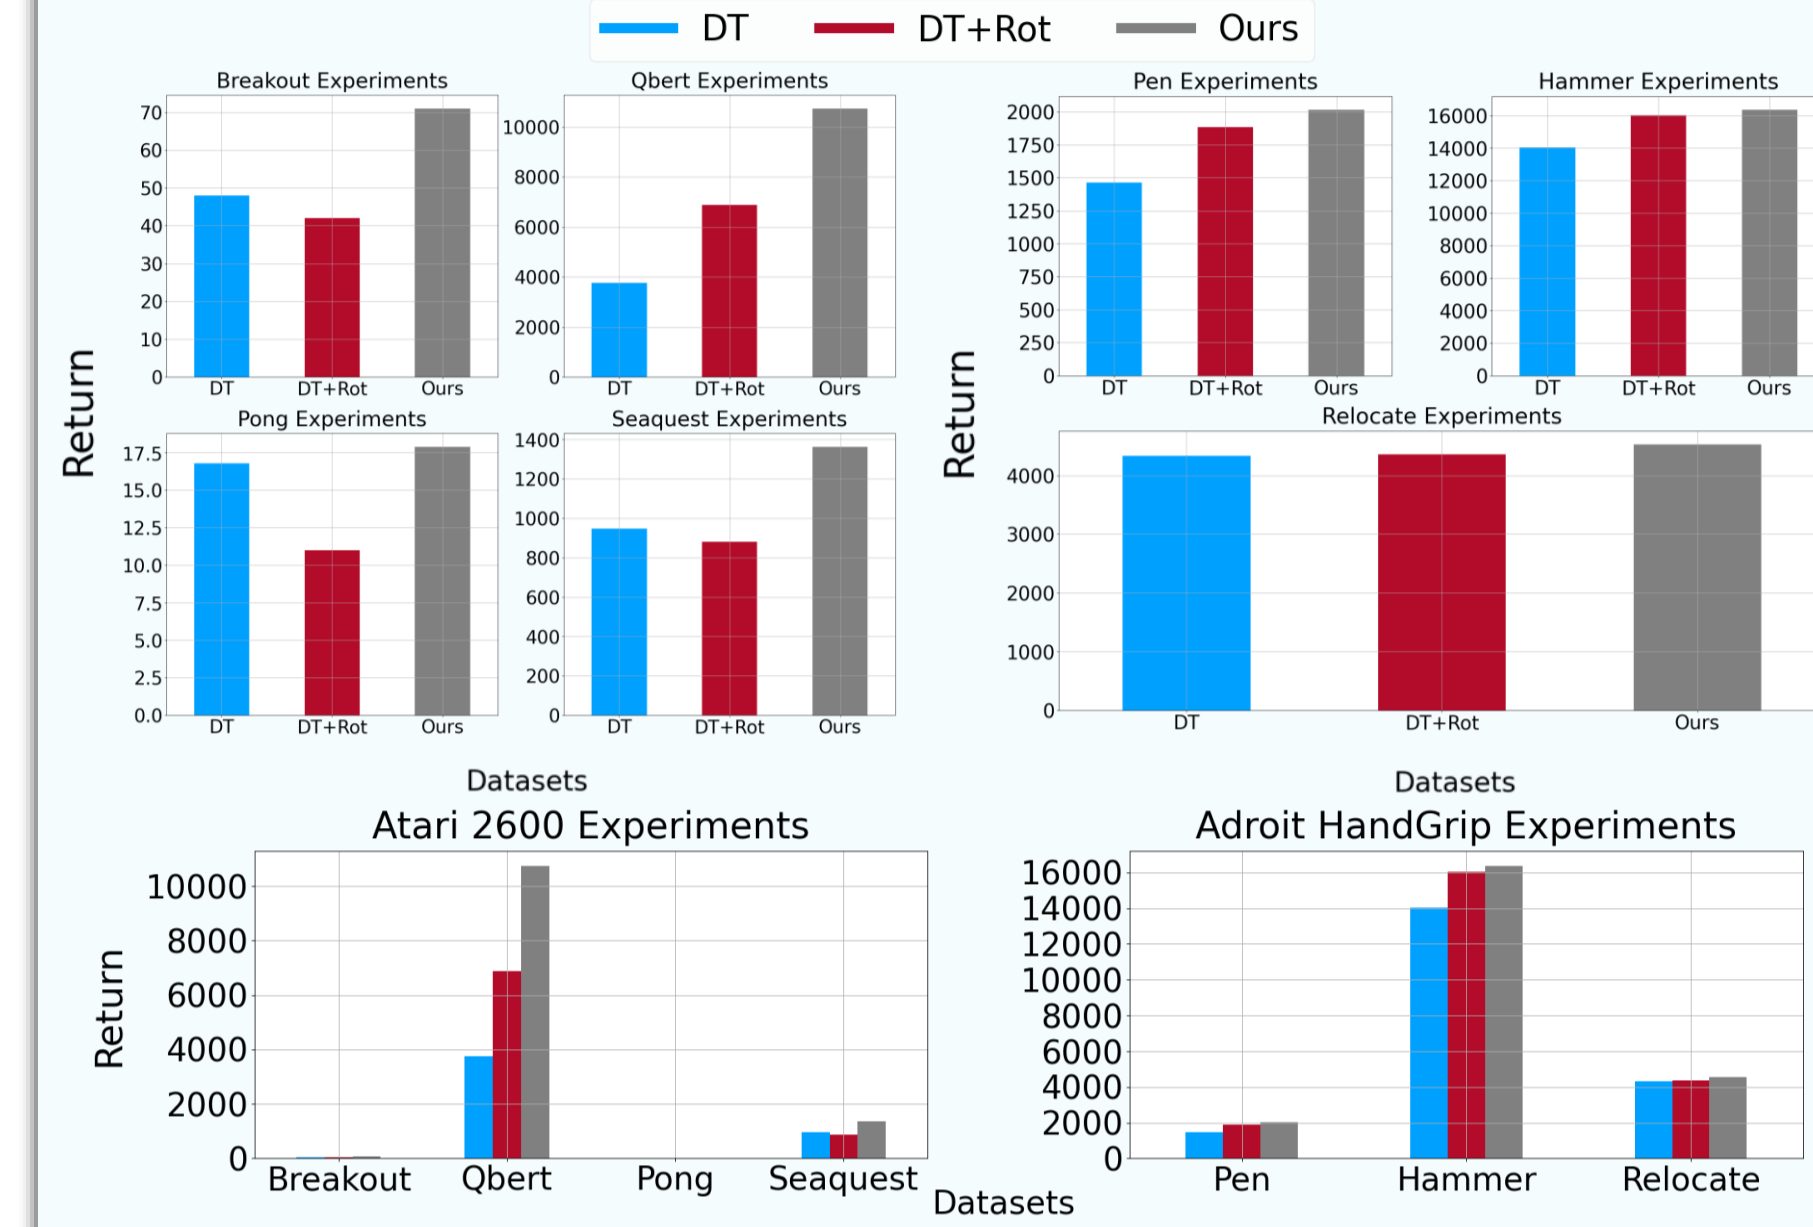 DT DT+Rot Ours
Breakout Experiments
70
60
50
40
30
20
10
0
DT DT+Rot Ours
Qbert Experiments
10000
8000
6000
4000
2000
0
DT DT+Rot Ours
Pong Experiments
17.5
15.0
12.5
10.0
7.5
5.0
2.5
0.0
DT DT+Rot Ours
Seaquest Experiments
1400
1200
1000
800
600
400
200
0
DT DT+Rot Ours
Return
Datasets
Pen Experiments
2000
1750
1500
1250
1000
750
500
250
0
DT DT+Rot Ours
Hammer Experiments
16000
14000
12000
10000
8000
6000
4000
2000
0
DT DT+Rot Ours
Relocate Experiments
4000
3000
2000
1000
0
DT DT+Rot Ours
Return
Datasets
Atari 2600 Experiments
10000
8000
6000
4000
2000
0
Return
Breakout Qbert Pong Seaquest
Adroit HandGrip Experiments
16000
14000
12000
10000
8000
6000
4000
2000
0
Pen Hammer Relocate
Datasets